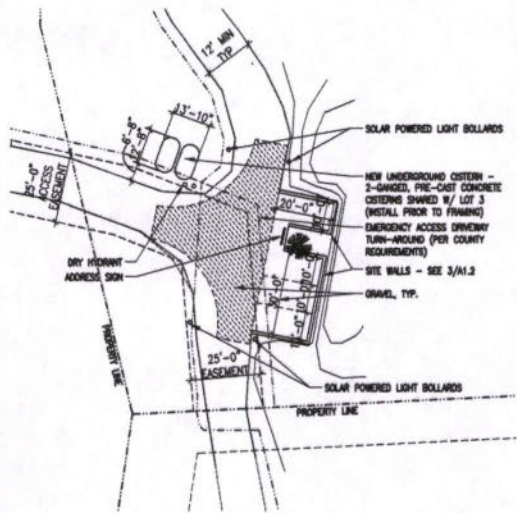 12' MIN
TYP
13'-10"
SOLAR POWERED LIGHT BOLLARDS
NEW UNDERGROUND CISTERN -
2-GANGED, PRE-CAST CONCRETE
CISTERNS SHARED W/ LOT 3
(INSTALL PRIOR TO FRAMING)
EMERGENCY ACCESS DRIVEWAY
TURN-AROUND (PER COUNTY
REQUIREMENTS)
25'-0"
ACCESS
EASEMENT
20'-0"
DRY HYDRANT
ADDRESS SIGN
SITE WALLS - SEE 3/A1.2
GRAVEL, TYP.
PROPERTY LINE
25'-0"
EASEMENT
SOLAR POWERED LIGHT BOLLARDS
PROPERTY LINE